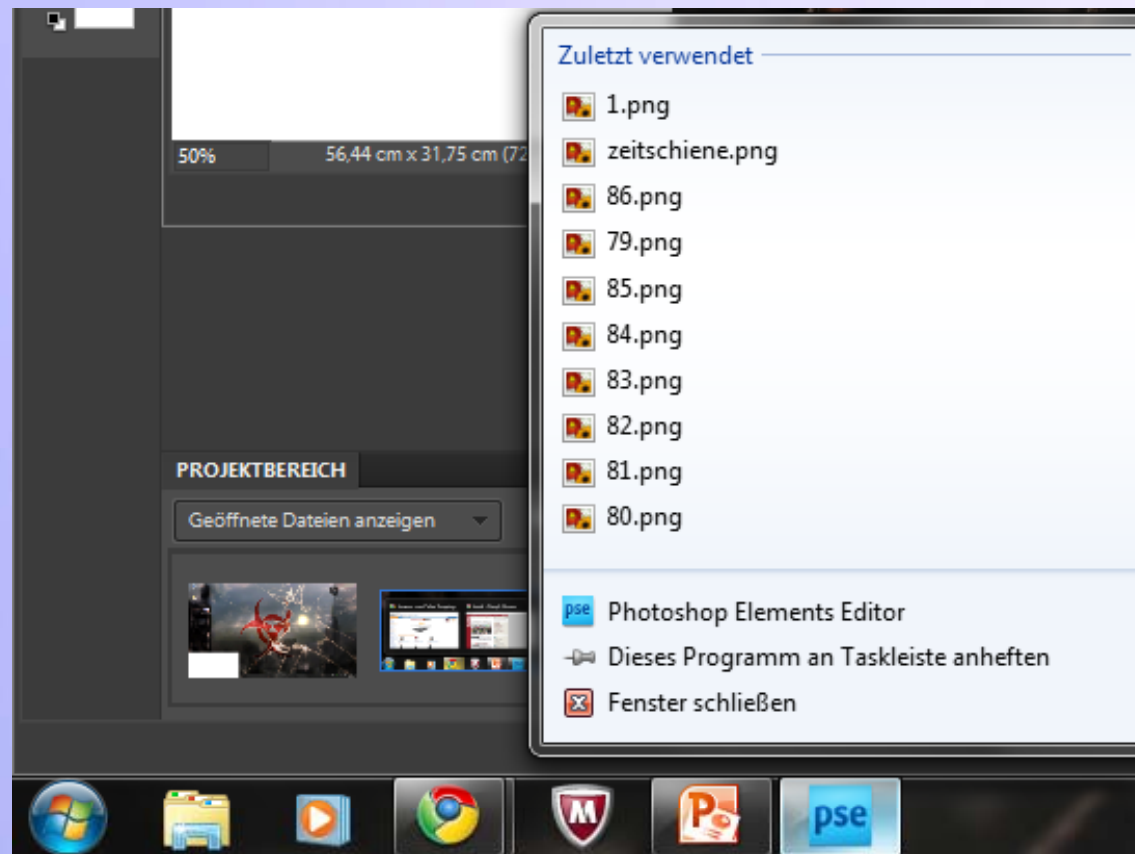 50%
56,44 cm x 31,75 cm (72
PROJEKTBEREICH
Geöffnete Dateien anzeigen
Zuletzt verwendet
1.png
zeitschiene.png
86.png
79.png
85.png
84.png
83.png
82.png
81.png
80.png
pse Photoshop Elements Editor
Dieses Programm an Taskleiste anheften
Fenster schließen
pse